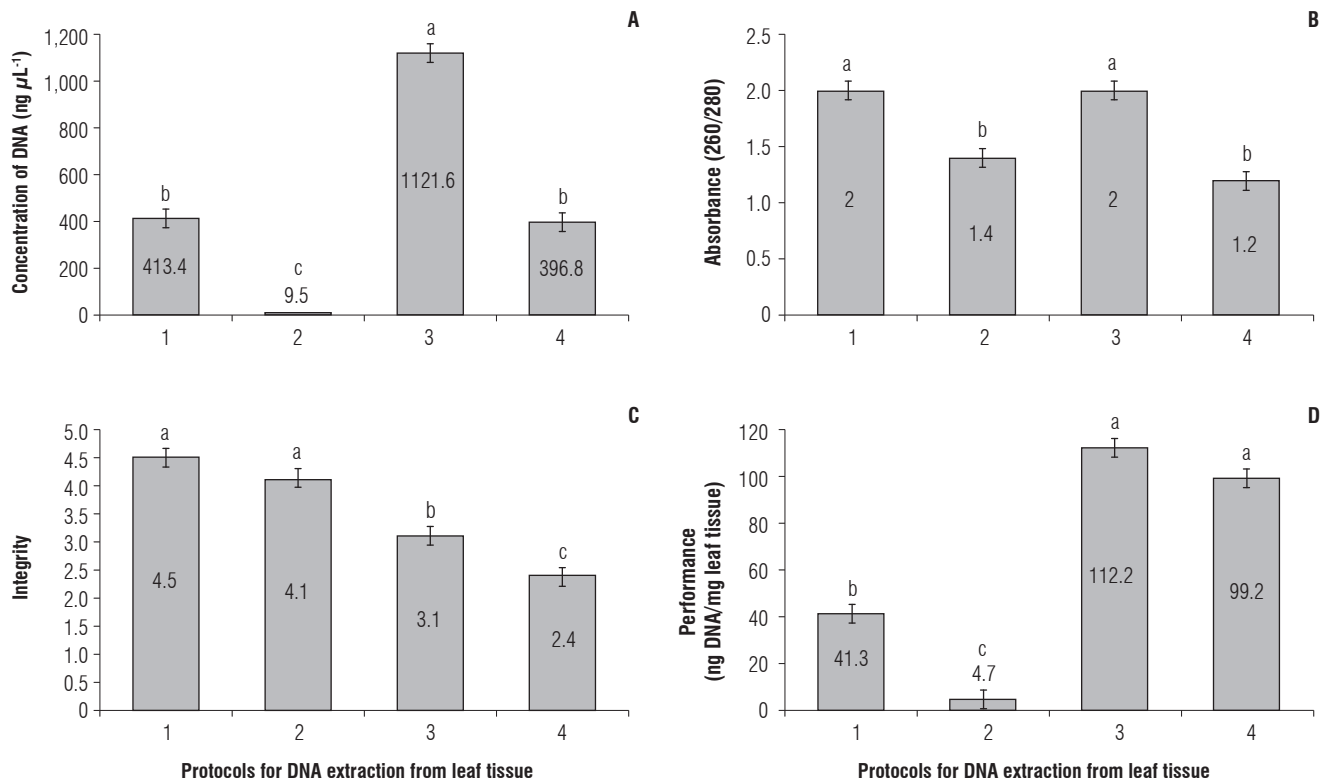 A
Concentration of DNA (ng µL-1)
1,200
1,000
800
600
400
200
0
b
413.4
c
9.5
a
1121.6
b
396.8
1 2 3 4
B
Absorbance (260/280)
2.5
2.0
1.5
1.0
0.5
0
a
2
b
1.4
a
2
b
1.2
1 2 3 4
C
Integrity
5.0
4.5
4.0
3.5
3.0
2.5
2.0
1.5
1.0
0.5
0
a
4.5
a
4.1
b
3.1
c
2.4
1 2 3 4
Protocols for DNA extraction from leaf tissue
D
Performance
(ng DNA/mg leaf tissue)
120
100
80
60
40
20
0
b
41.3
c
4.7
a
112.2
a
99.2
1 2 3 4
Protocols for DNA extraction from leaf tissue